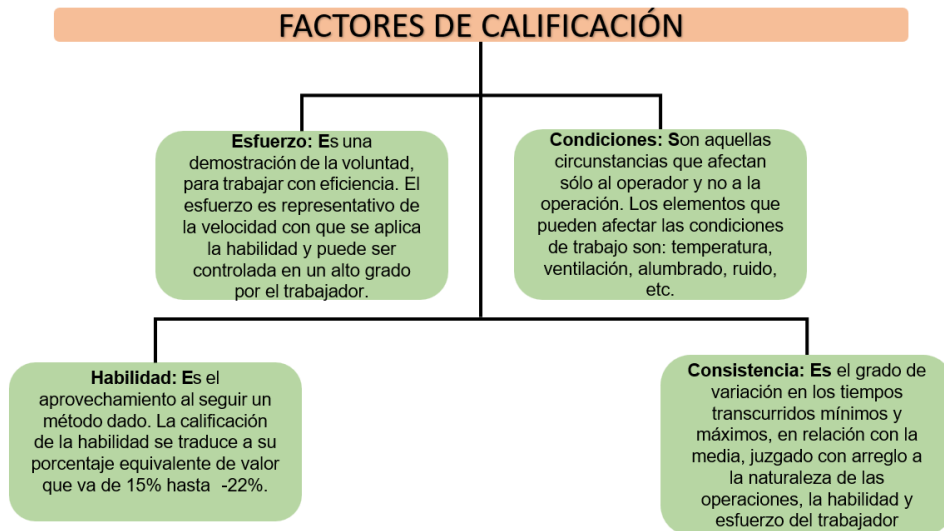 FACTORES DE CALIFICACIÓN
Esfuerzo: Es una
demostración de la voluntad,
para trabajar con eficiencia. El
esfuerzo es representativo de
la velocidad con que se aplica
la habilidad y puede ser
controlada en un alto grado
por el trabajador.
Condiciones: Son aquellas
circunstancias que afectan
sólo al operador y no a la
operación. Los elementos que
pueden afectar las condiciones
de trabajo son: temperatura,
ventilación, alumbrado, ruido,
etc.
Habilidad: Es el
aprovechamiento al seguir un
método dado. La calificación
de la habilidad se traduce a su
porcentaje equivalente de valor
que va de 15% hasta -22%.
Consistencia: Es el grado de
variación en los tiempos
transcurridos mínimos y
máximos, en relación con la
media, juzgado con arreglo a
la naturaleza de las
operaciones, la habilidad y
esfuerzo del trabajador